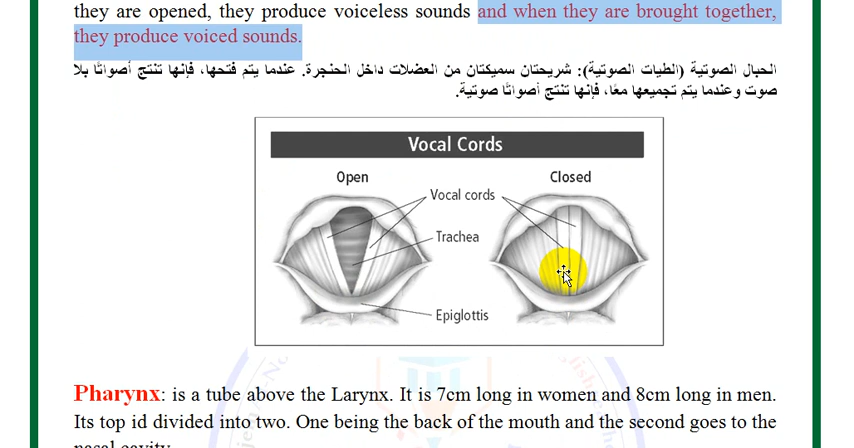 they are opened, they produce voiceless sounds and when they are brought together,
they produce voiced sounds.
الحبال الصوتية (الطيات الصوتية): شريحتان سميكتان من العضلات داخل الحنجرة. عندما يتم فتحها، فإنها تنتج أصواتًا بلا
صوت وعندما يتم تجميعها معًا، فإنها تنتج أصواتًا صوتية.
Vocal Cords
Open
Closed
Vocal cords
Trachea
Epiglottis
Pharynx: is a tube above the Larynx. It is 7cm long in women and 8cm long in men.
Its top id divided into two. One being the back of the mouth and the second goes to the
nasal cavity.